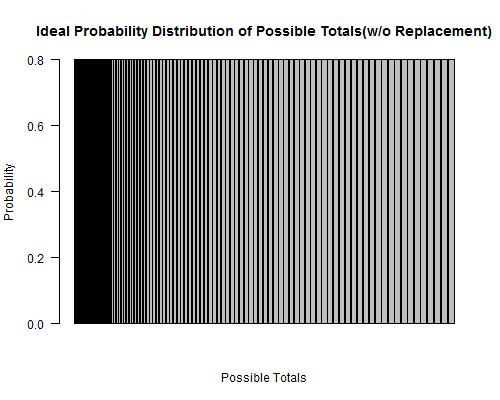 Ideal Probability Distribution of Possible Totals(w/o Replacement)
0.8
0.6
0.4
0.2
0.0
Probability
Possible Totals